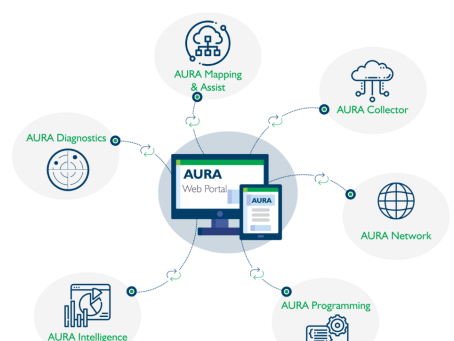 AURA Mapping
& Assist
AURA Collector
AURA Diagnostics
AURA
Web Portal
AURA
AURA Network
AURA Programming
AURA Intelligence